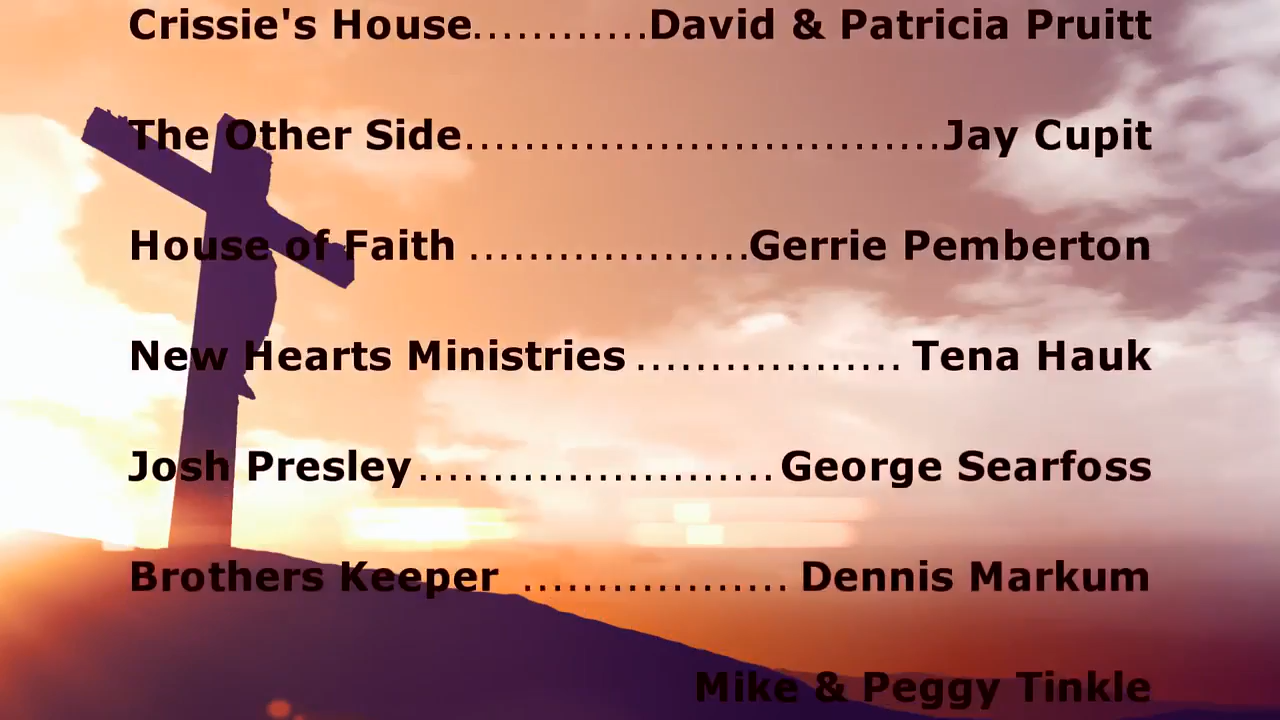 Crissie's House............David & Patricia Pruitt
The Other Side................................Jay Cupit
House of Faith ...................Gerrie Pemberton
New Hearts Ministries .................. Tena Hauk
Josh Presley........................George Searfoss
Brothers Keeper .................. Dennis Markum
Mike & Peggy Tinkle